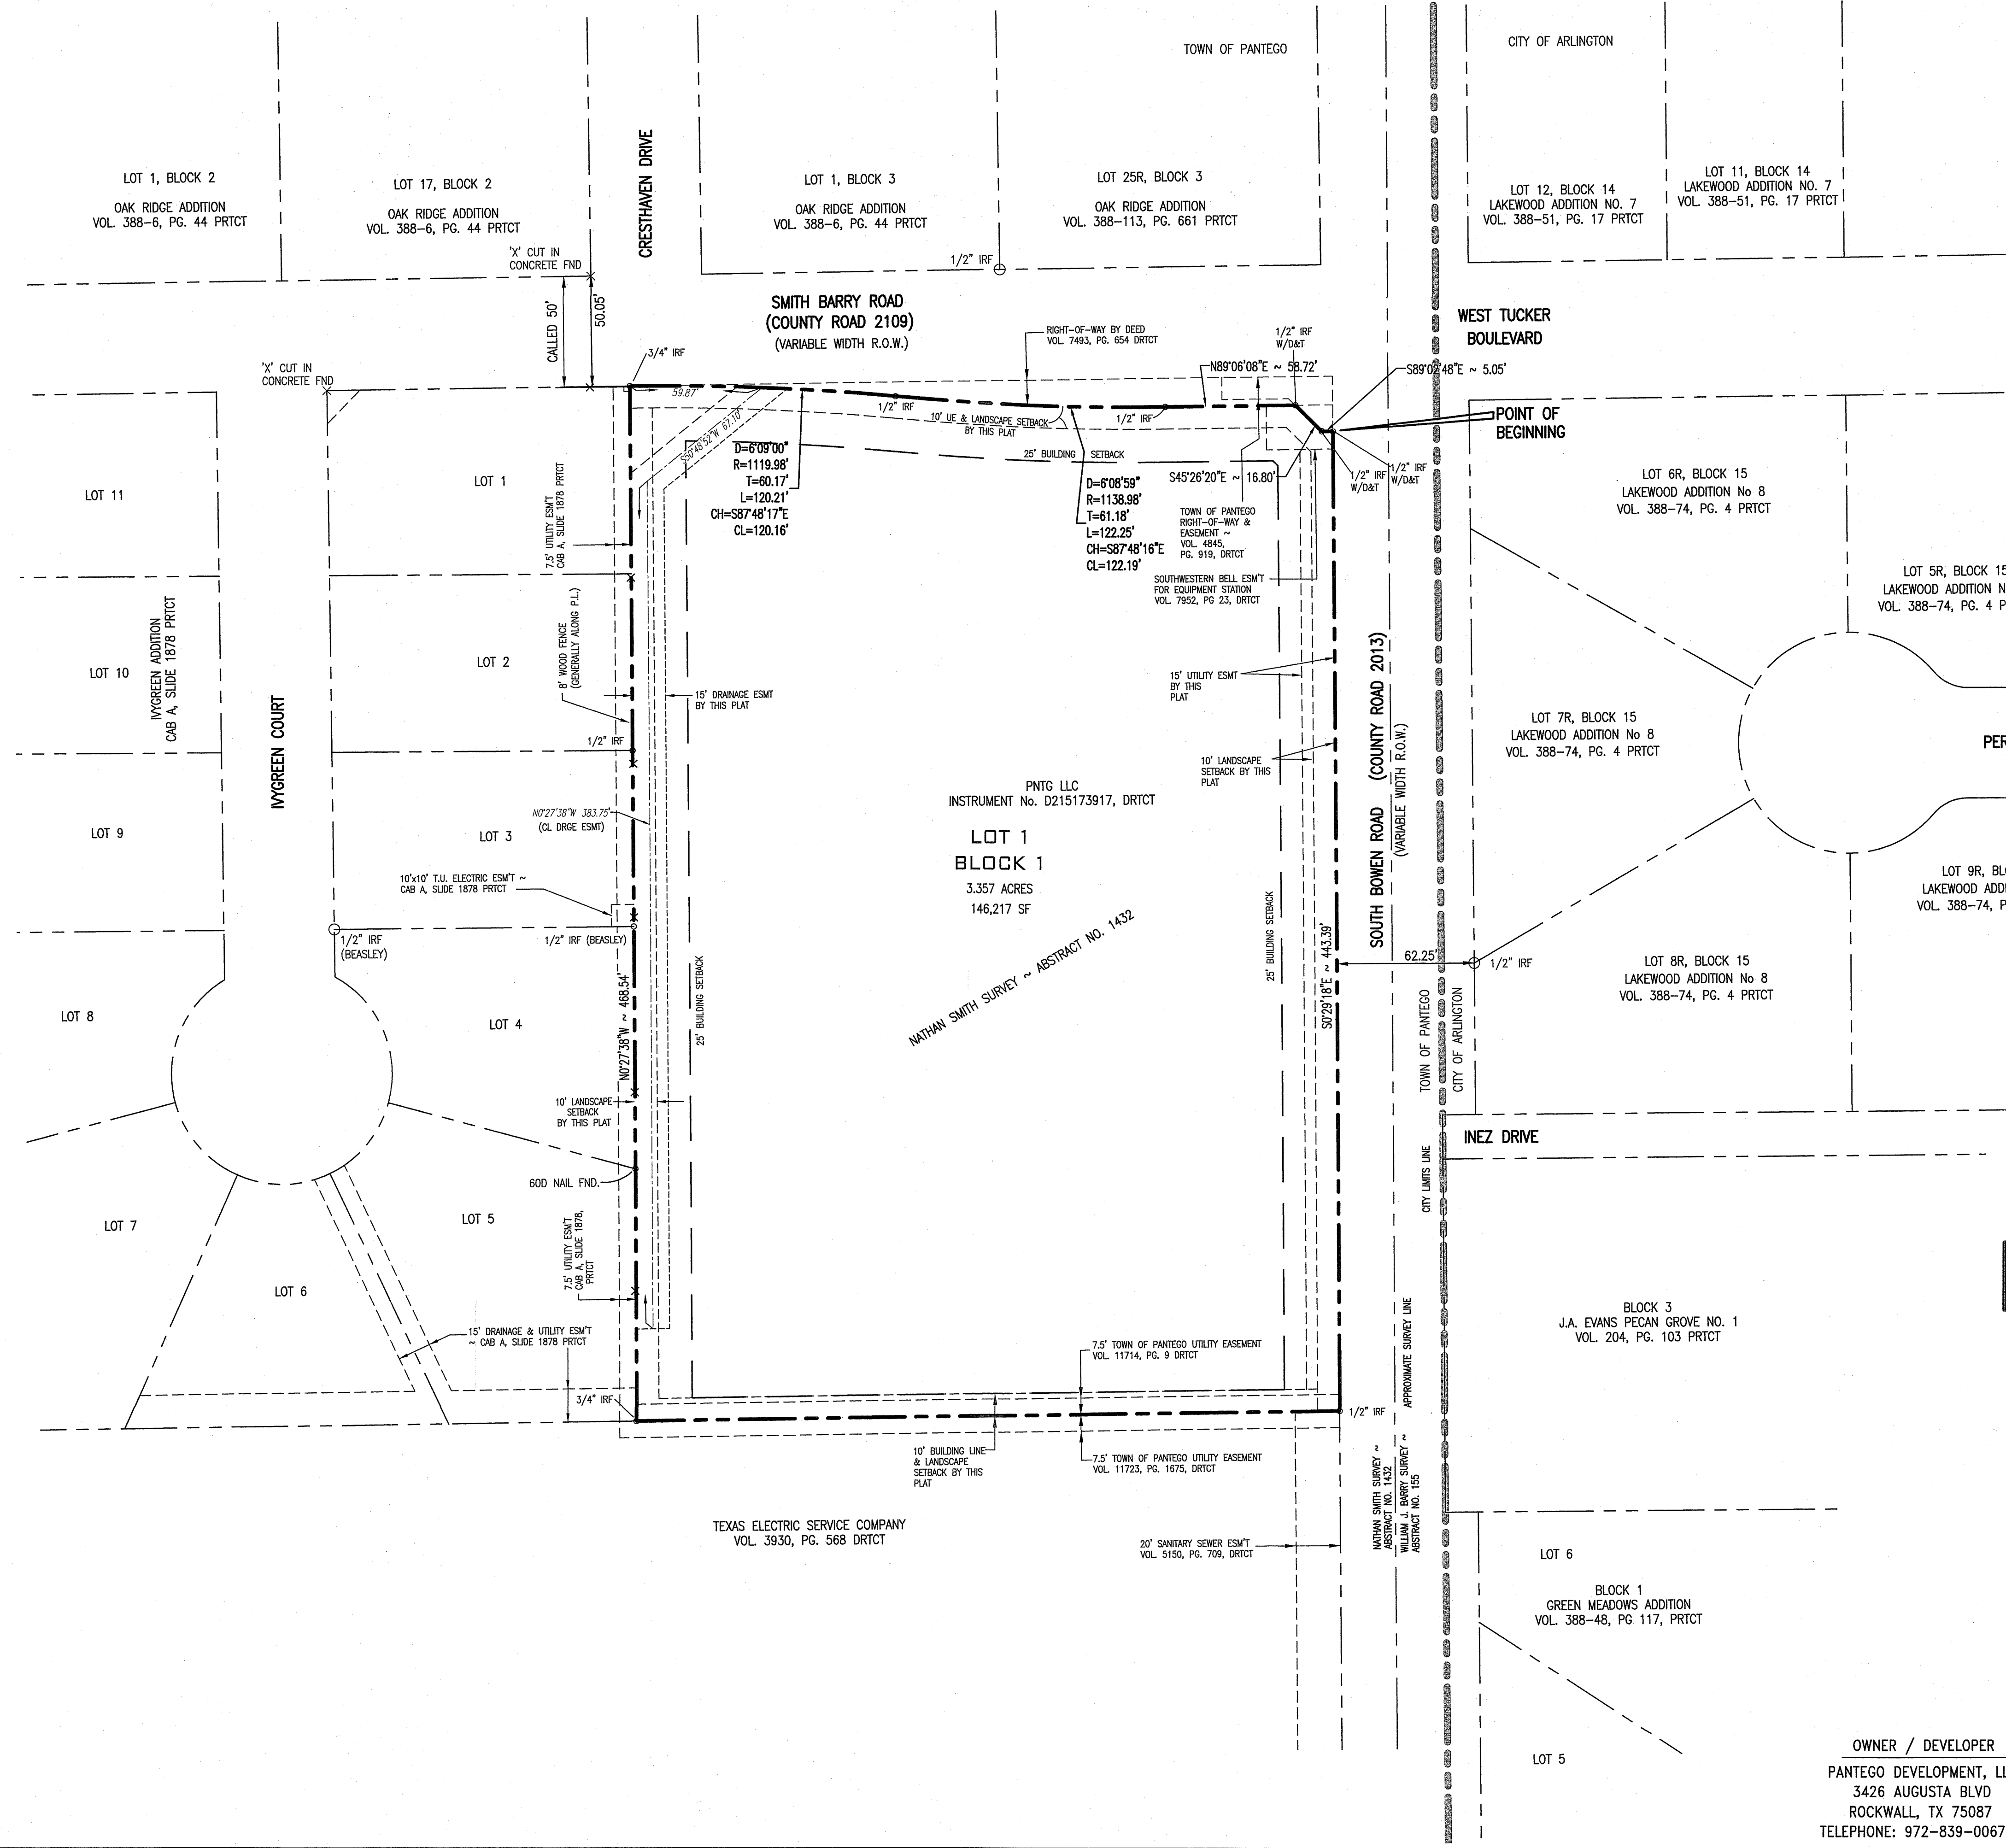 TOWN OF PANTEGO
CITY OF ARLINGTON
LOT 1, BLOCK 2
OAK RIDGE ADDITION
VOL. 388-6, PG. 44 PRTCT
LOT 17, BLOCK 2
OAK RIDGE ADDITION
VOL. 388-6, PG. 44 PRTCT
CRESTHAVEN DRIVE
LOT 1, BLOCK 3
OAK RIDGE ADDITION
VOL. 388-6, PG. 44 PRTCT
LOT 25R, BLOCK 3
OAK RIDGE ADDITION
VOL. 388-113, PG. 661 PRTCT
LOT 12, BLOCK 14
LAKEWOOD ADDITION NO. 7
VOL. 388-51, PG. 17 PRTCT
LOT 11, BLOCK 14
LAKEWOOD ADDITION NO. 7
VOL. 388-51, PG. 17 PRTCT
'X' CUT IN
CONCRETE FND
1/2" IRF
CALLED 50'
50.05'
SMITH BARRY ROAD
(COUNTY ROAD 2109)
(VARIABLE WIDTH R.O.W.)
RIGHT-OF-WAY BY DEED
VOL. 7493, PG. 654 DRTCT
1/2" IRF
W/D&T
WEST TUCKER
BOULEVARD
'X' CUT IN
CONCRETE FND
3/4" IRF
59.87'
S50°48'52"W 67.10'
1/2" IRF
10' UE & LANDSCAPE SETBACK
BY THIS PLAT
1/2" IRF
N89°06'08"E ~ 58.72'
S89°02'48"E ~ 5.05'
POINT OF
BEGINNING
25' BUILDING SETBACK
D=6°09'00"
R=1119.98'
T=60.17'
L=120.21'
CH=S87°48'17"E
CL=120.16'
D=6°08'59"
R=1138.98'
T=61.18'
L=122.25'
CH=S87°48'16"E
CL=122.19'
S45°26'20"E ~ 16.80'
1/2" IRF
W/D&T
1/2" IRF
W/D&T
TOWN OF PANTEGO
RIGHT-OF-WAY &
EASEMENT ~
VOL. 4845,
PG. 919, DRTCT
SOUTHWESTERN BELL ESM'T
FOR EQUIPMENT STATION
VOL. 7952, PG 23, DRTCT
LOT 11
LOT 1
7.5' UTILITY ESM'T
CAB A, SLIDE 1878 PRTCT
LOT 6R, BLOCK 15
LAKEWOOD ADDITION No 8
VOL. 388-74, PG. 4 PRTCT
LOT 5R, BLOCK 15
LAKEWOOD ADDITION N
VOL. 388-74, PG. 4 P
LOT 10
IVYGREEN ADDITION
CAB A, SLIDE 1878 PRTCT
IVYGREEN COURT
LOT 2
8' WOOD FENCE
(GENERALLY ALONG P.L.)
15' DRAINAGE ESMT
BY THIS PLAT
1/2" IRF
15' UTILITY ESMT
BY THIS
PLAT
10' LANDSCAPE
SETBACK BY THIS
PLAT
SOUTH BOWEN ROAD (COUNTY ROAD 2013)
(VARIABLE WIDTH R.O.W.)
LOT 7R, BLOCK 15
LAKEWOOD ADDITION No 8
VOL. 388-74, PG. 4 PRTCT
PER
LOT 9
LOT 3
N0°27'38"W 383.75'
(CL DRGE ESMT)
PNTG LLC
INSTRUMENT No. D215173917, DRTCT
LOT 1
BLOCK 1
3.357 ACRES
146,217 SF
NATHAN SMITH SURVEY ~ ABSTRACT NO. 1432
10'x10' T.U. ELECTRIC ESM'T ~
CAB A, SLIDE 1878 PRTCT
1/2" IRF
(BEASLEY)
1/2" IRF (BEASLEY)
N0°27'38"W ~ 468.54'
25' BUILDING SETBACK
25' BUILDING SETBACK
S0°29'18"E ~ 443.39'
62.25'
1/2" IRF
LOT 9R, BL
LAKEWOOD ADD
VOL. 388-74, P
LOT 8R, BLOCK 15
LAKEWOOD ADDITION No 8
VOL. 388-74, PG. 4 PRTCT
LOT 8
LOT 4
TOWN OF PANTEGO
CITY OF ARLINGTON
10' LANDSCAPE
SETBACK
BY THIS PLAT
60D NAIL FND.
INEZ DRIVE
CITY LIMITS LINE
LOT 7
LOT 5
LOT 6
7.5' UTILITY ESM'T
CAB A, SLIDE 1878,
PRTCT
15' DRAINAGE & UTILITY ESM'T
~ CAB A, SLIDE 1878 PRTCT
3/4" IRF
7.5' TOWN OF PANTEGO UTILITY EASEMENT
VOL. 11714, PG. 9 DRTCT
APPROXIMATE SURVEY LINE
BLOCK 3
J.A. EVANS PECAN GROVE NO. 1
VOL. 204, PG. 103 PRTCT
1/2" IRF
10' BUILDING LINE
& LANDSCAPE
SETBACK BY THIS
PLAT
7.5' TOWN OF PANTEGO UTILITY EASEMENT
VOL. 11723, PG. 1675, DRTCT
NATHAN SMITH SURVEY ~
ABSTRACT NO. 1432
WILLIAM J. BARRY SURVEY ~
ABSTRACT NO. 155
TEXAS ELECTRIC SERVICE COMPANY
VOL. 3930, PG. 568 DRTCT
20' SANITARY SEWER ESM'T
VOL. 5150, PG. 709, DRTCT
LOT 6
BLOCK 1
GREEN MEADOWS ADDITION
VOL. 388-48, PG 117, PRTCT
LOT 5
OWNER / DEVELOPER
PANTEGO DEVELOPMENT, LL
3426 AUGUSTA BLVD
ROCKWALL, TX 75087
TELEPHONE: 972-839-0067